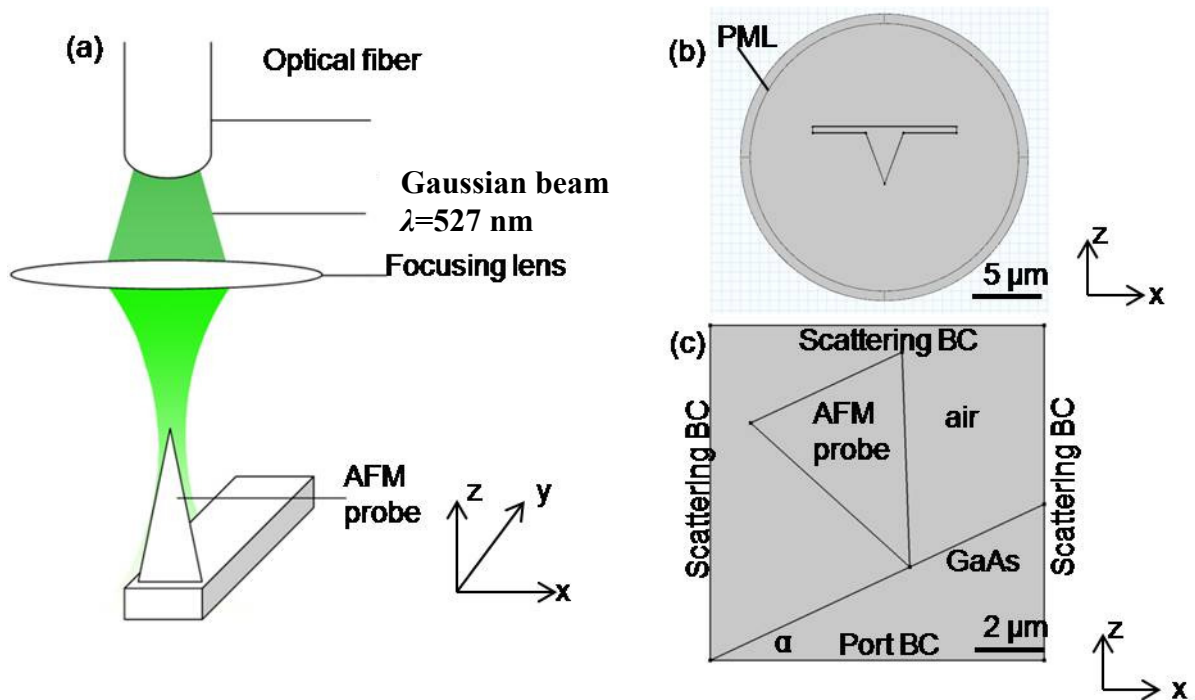 (a)
Optical fiber
Gaussian beam
λ=527 nm
Focusing lens
AFM
probe
z
y
x
(b)
PML
5 μm
z
x
(c)
Scattering BC
Scattering BC
AFM
probe
air
Scattering BC
GaAs
α
Port BC
2 μm
z
x